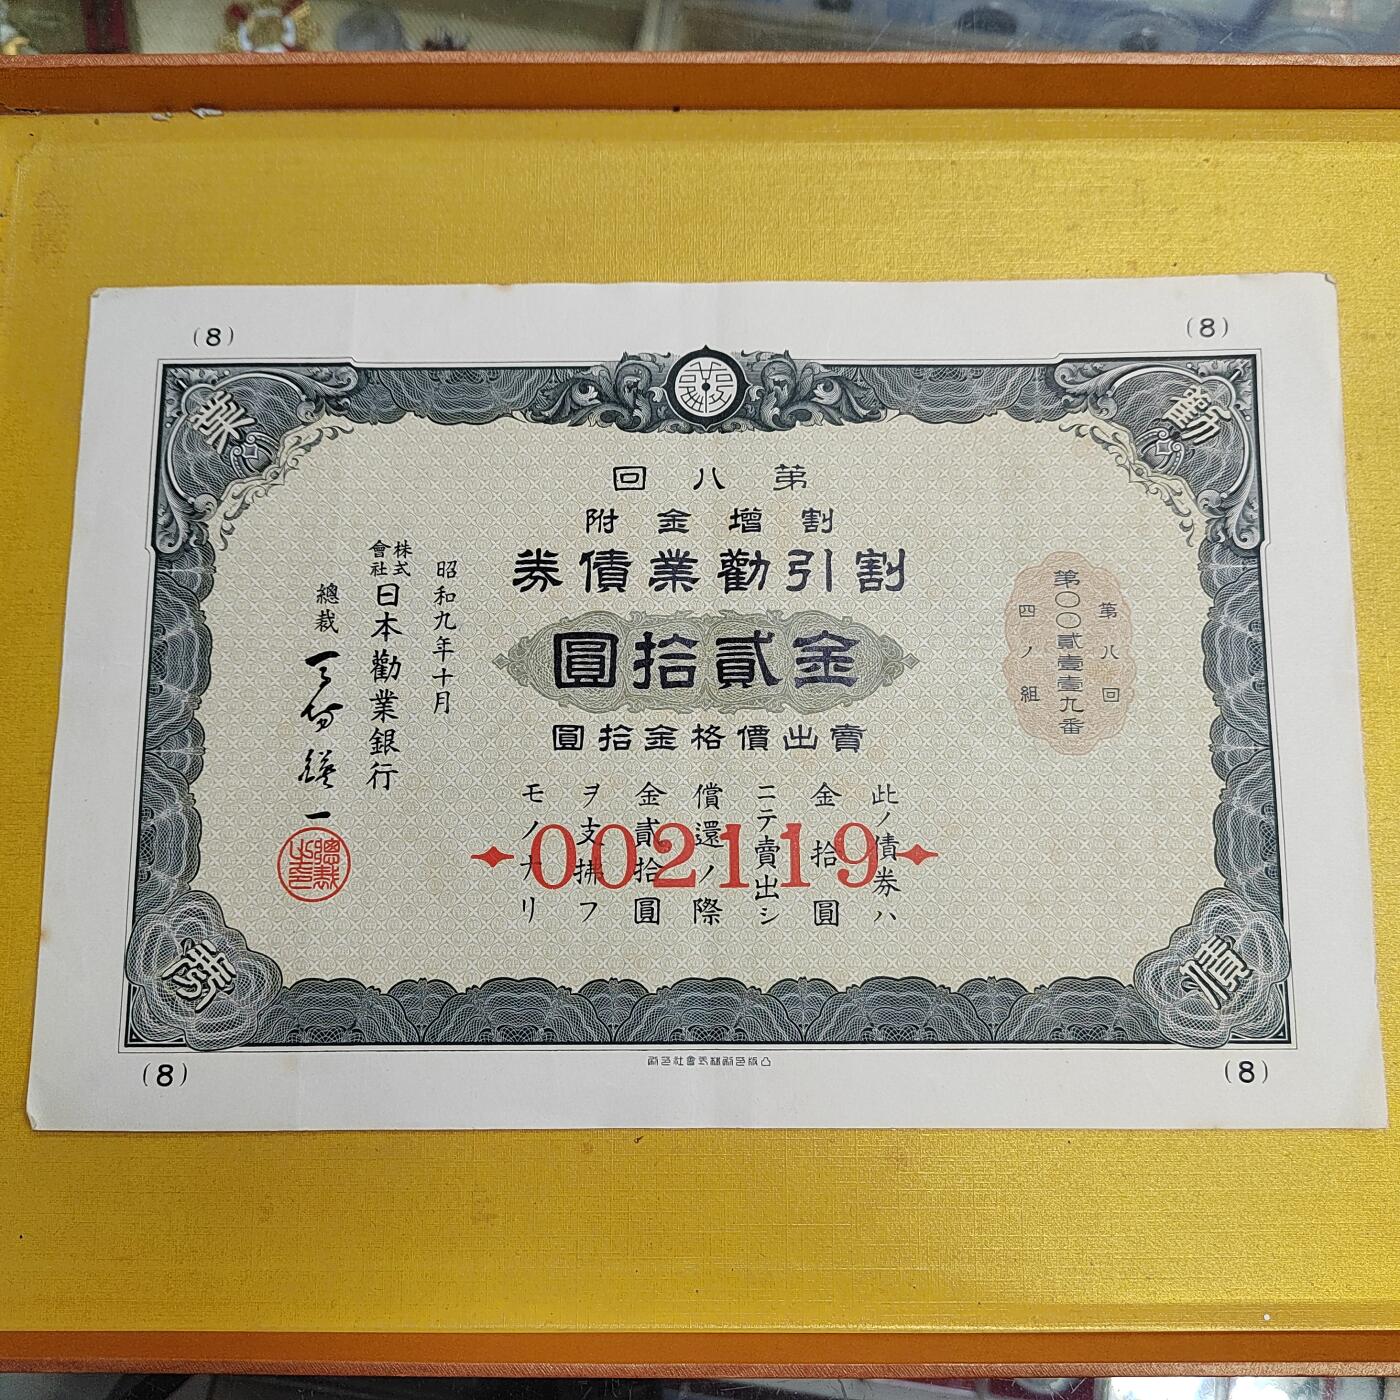 (8)
(8)
勸
業
第八回
割增金附
割引勸業債券
金貳拾圓
賣出價格金拾圓
第八回
第〇〇貳壹壹九番
四ノ組
此ノ債券ハ
金拾圓
ニテ賣出シ
償還ノ際
金貳拾圓
ヲ支拂フ
モノナリ
002119
昭和九年十月
株式會社日本勸業銀行
總裁
債
券
(8)
(8)